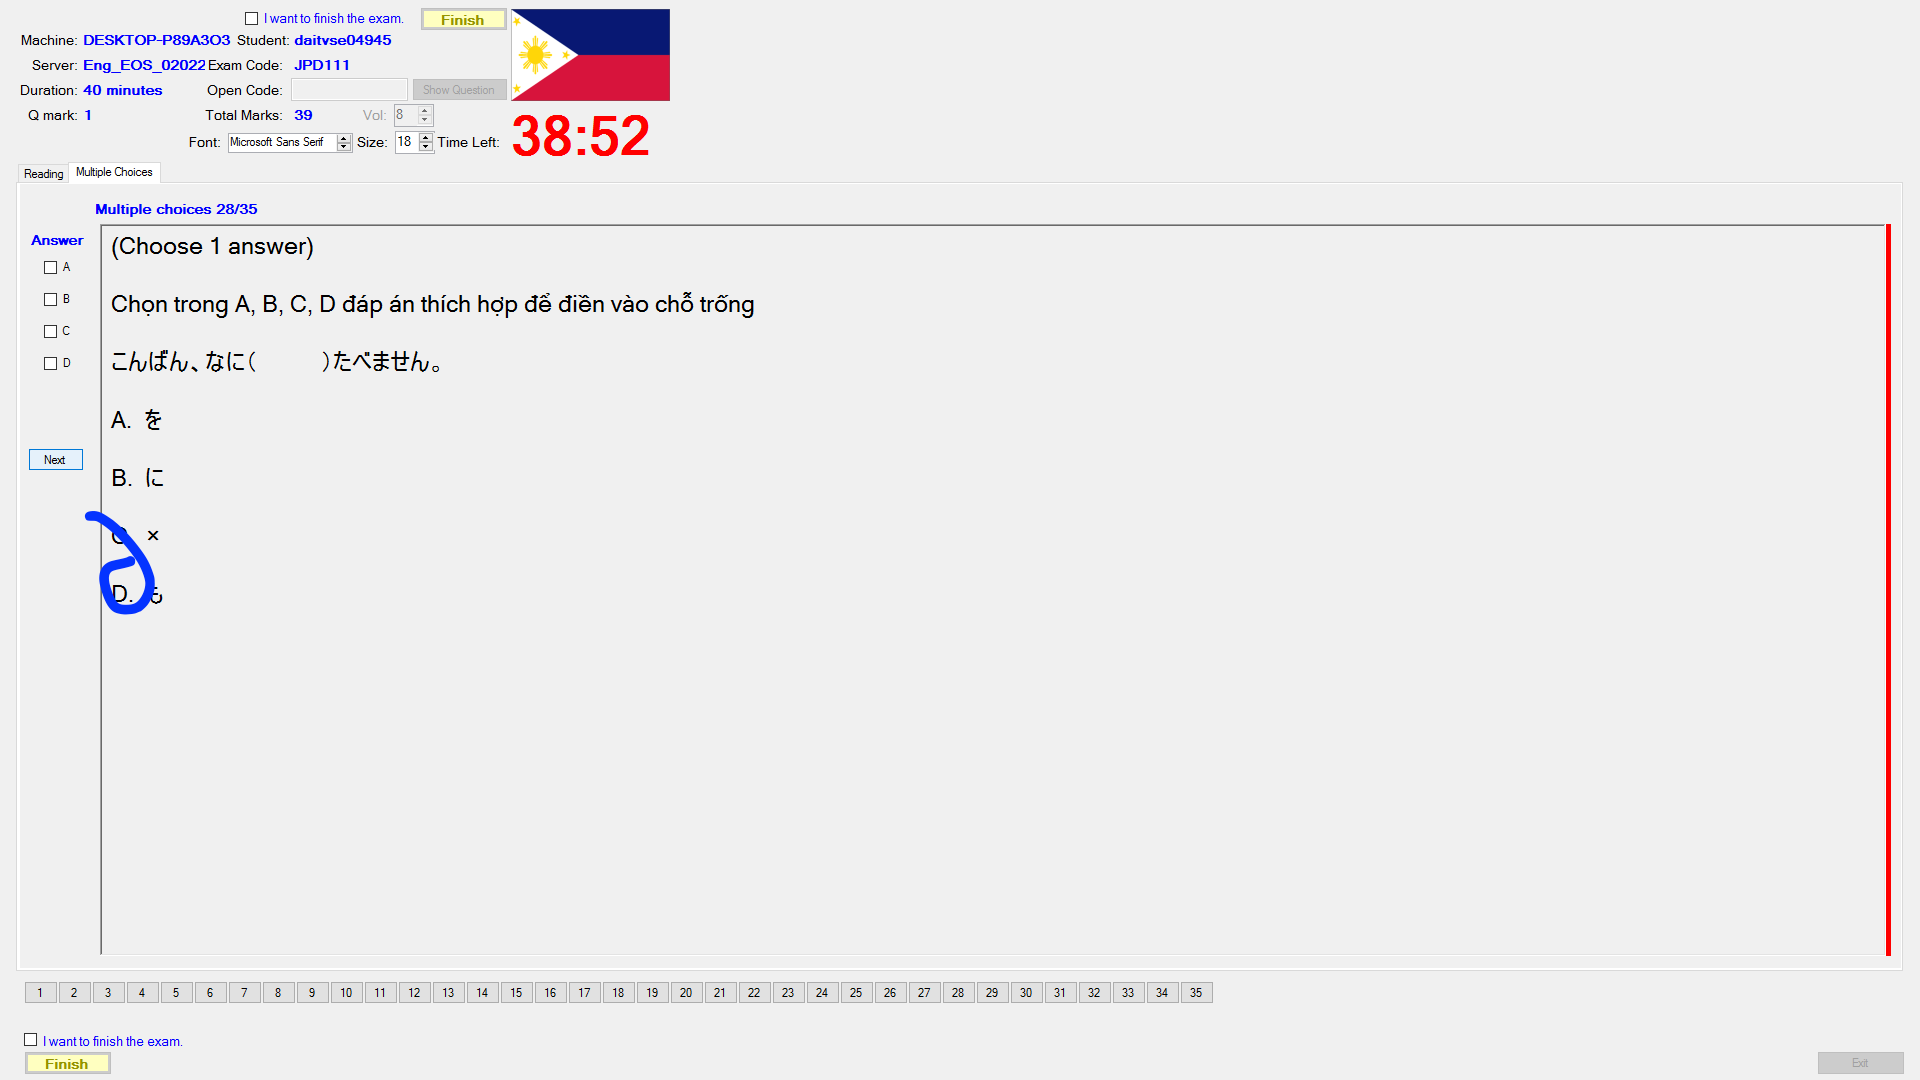 I want to finish the exam. Finish
Machine: DESKTOP-P89A3O3 Student: daitvse04945
Server: Eng_EOS_02022 Exam Code: JPD111
Duration: 40 minutes Open Code: Show Question
Q mark: 1 Total Marks: 39 Vol: 8
Font: Microsoft Sans Serif Size: 18 Time Left: 38:52
Reading Multiple Choices
Multiple choices 28/35
Answer
A
B
C
D
Next
(Choose 1 answer)
Chọn trong A, B, C, D đáp án thích hợp để điền vào chỗ trống
こんばん、なに( )たべません。
A. を
B. に
C. ×
D. も
1 2 3 4 5 6 7 8 9 10 11 12 13 14 15 16 17 18 19 20 21 22 23 24 25 26 27 28 29 30 31 32 33 34 35
I want to finish the exam.
Finish Exit